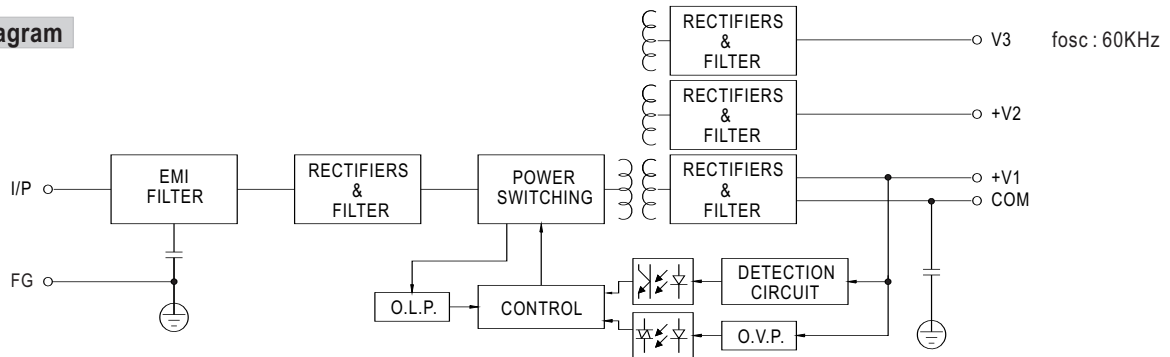 RECTIFIERS
&
FILTER
V3
fosc : 60KHz
RECTIFIERS
&
FILTER
+V2
I/P
EMI
FILTER
RECTIFIERS
&
FILTER
POWER
SWITCHING
RECTIFIERS
&
FILTER
+V1
COM
FG
O.L.P.
CONTROL
DETECTION
CIRCUIT
O.V.P.